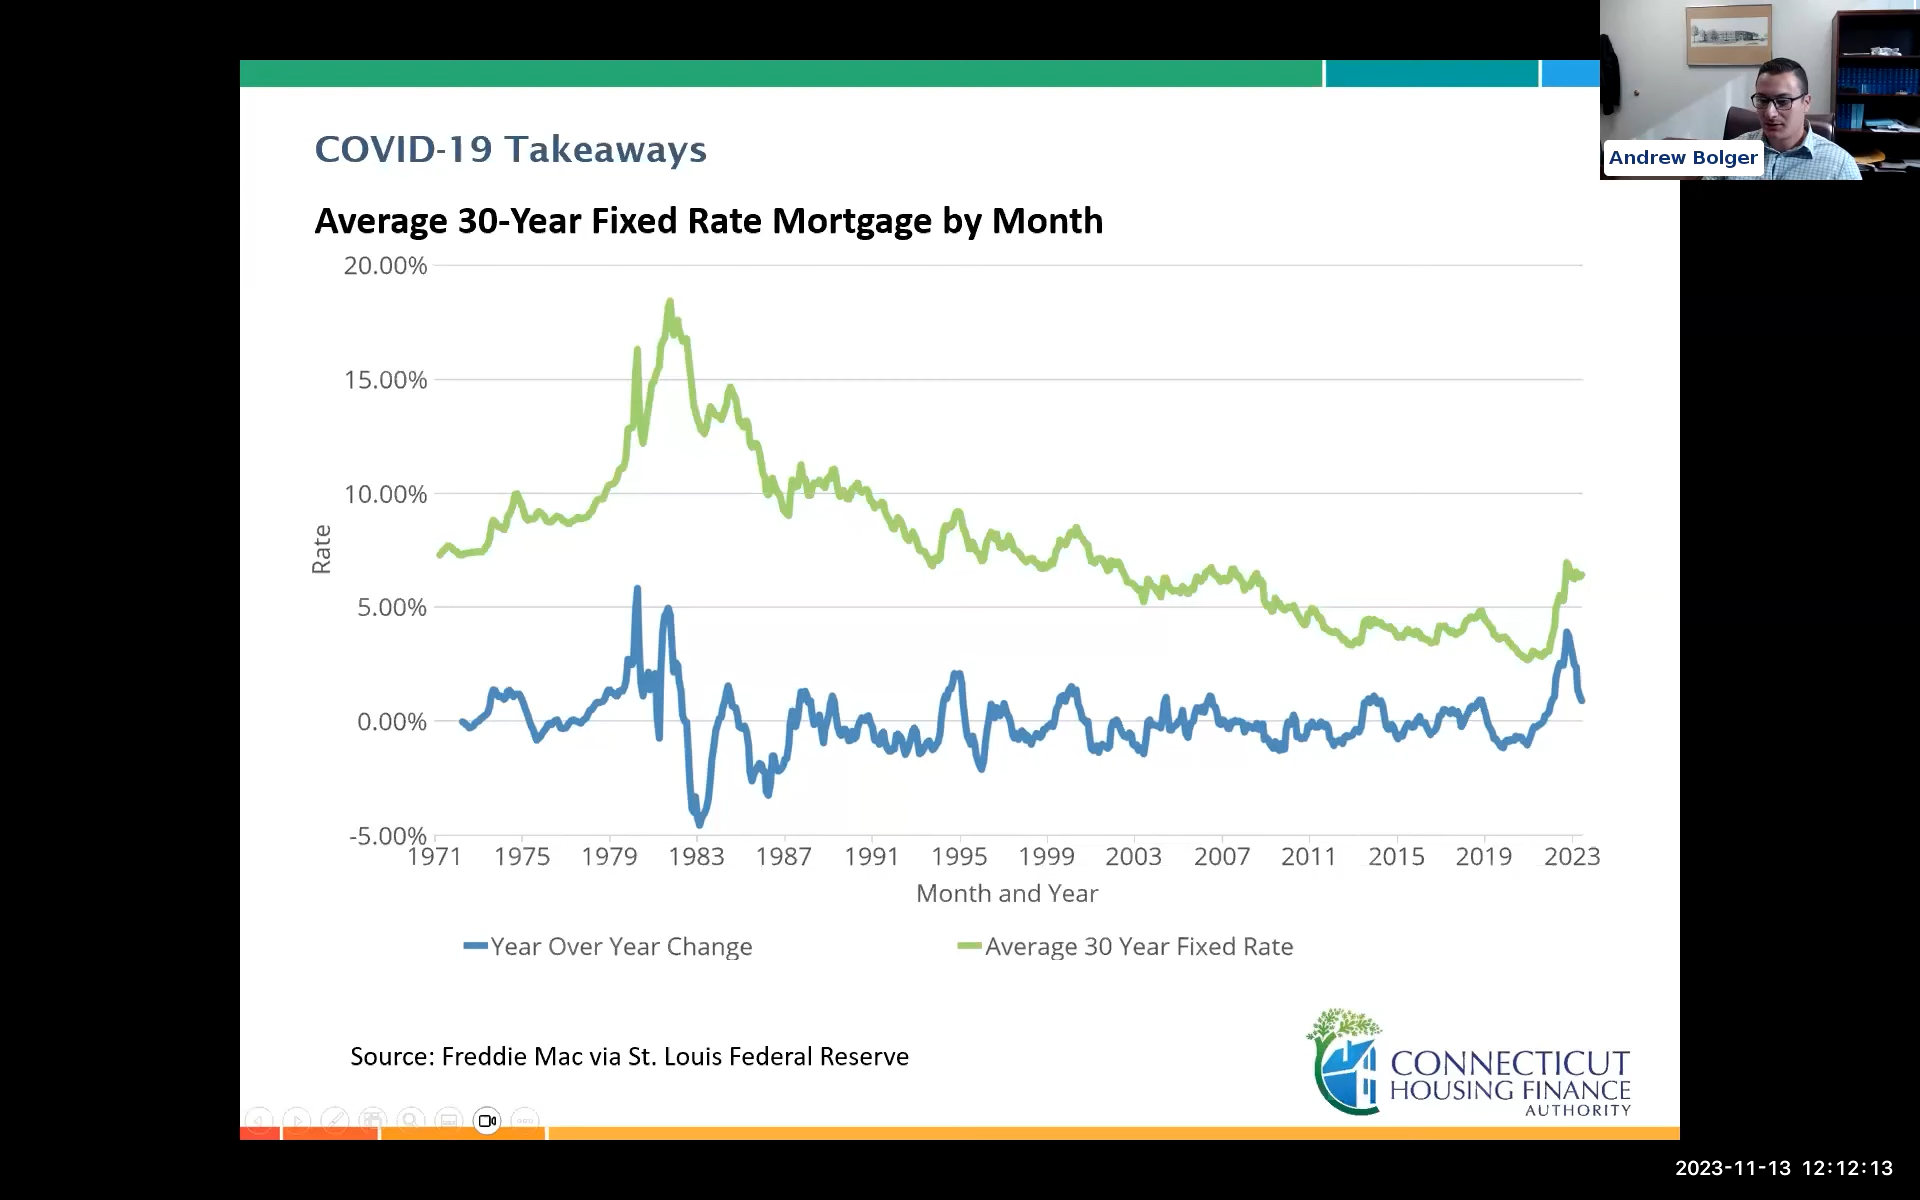 Andrew Bolger
COVID-19 Takeaways
Average 30-Year Fixed Rate Mortgage by Month
20.00%
15.00%
10.00%
5.00%
0.00%
-5.00%
Rate
1971 1975 1979 1983 1987 1991 1995 1999 2003 2007 2011 2015 2019 2023
Month and Year
Year Over Year Change Average 30 Year Fixed Rate
Source: Freddie Mac via St. Louis Federal Reserve
CONNECTICUT
HOUSING FINANCE
AUTHORITY
2023-11-13 12:12:13